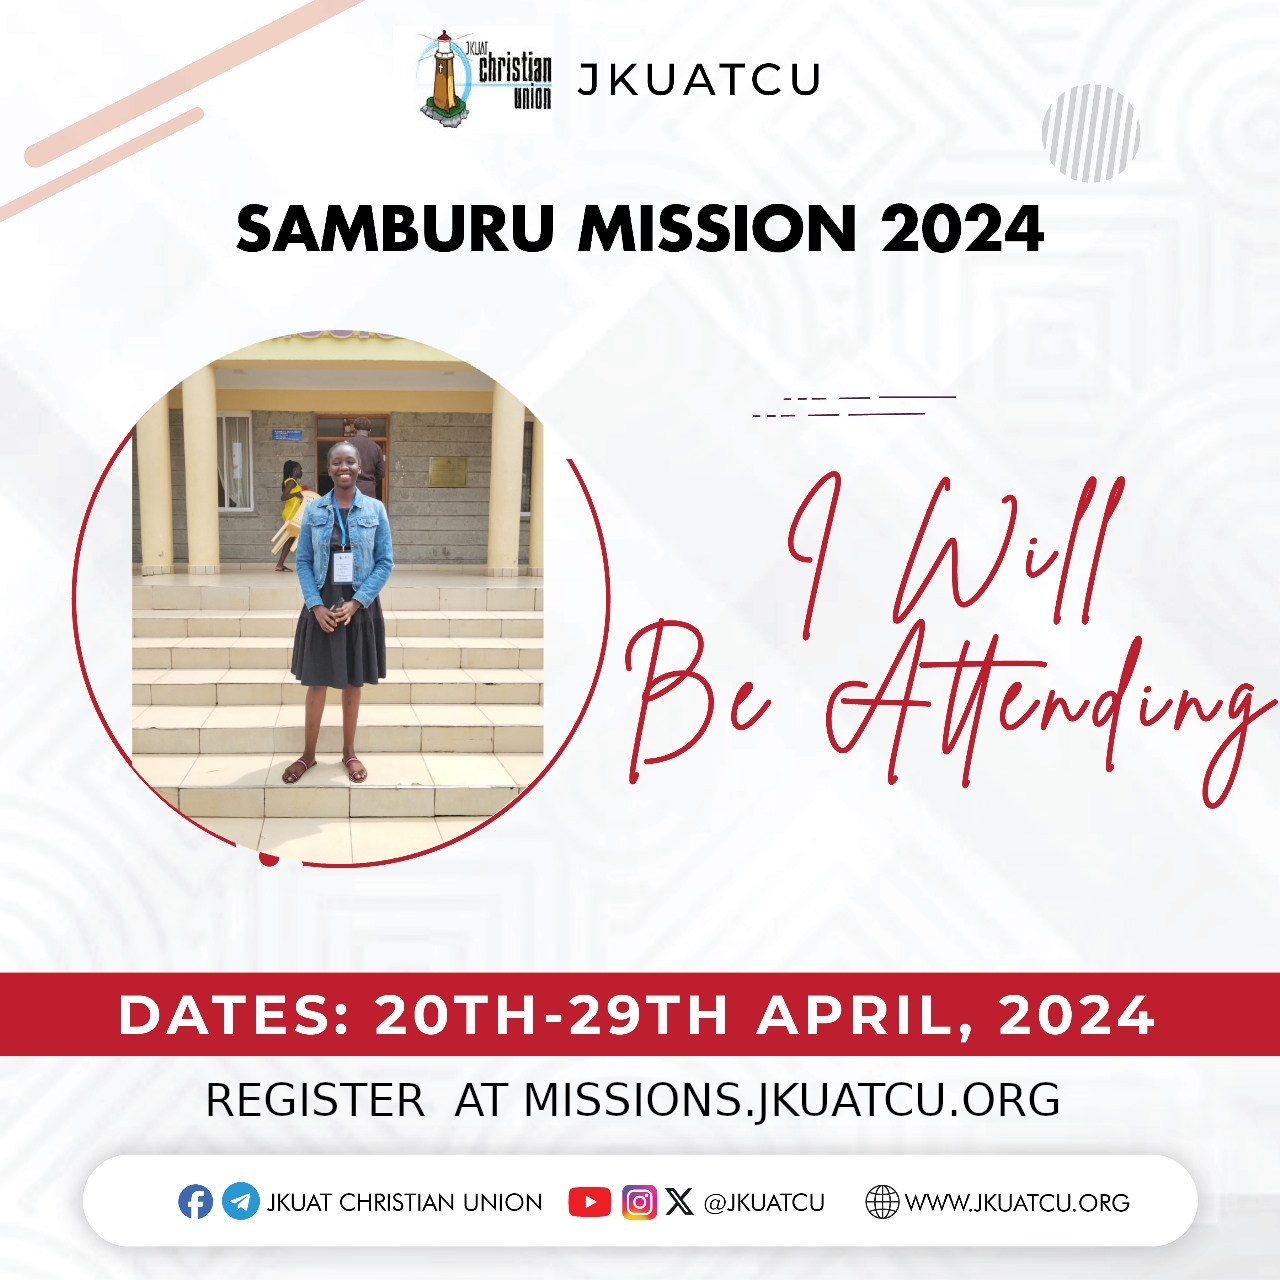 JKUAT
christian
union
JKUATCU
SAMBURU MISSION 2024
I Will
Be Attending
DATES: 20TH-29TH APRIL, 2024
REGISTER AT MISSIONS.JKUATCU.ORG
JKUAT CHRISTIAN UNION @JKUATCU WWW.JKUATCU.ORG